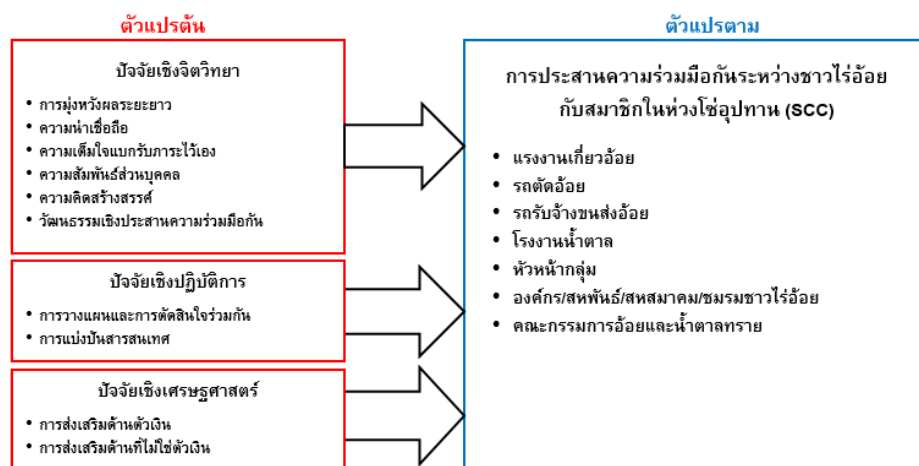 ตัวแปรต้น
ปัจจัยเชิงจิตวิทยา
• การมุ่งหวังผลระยะยาว
• ความน่าเชื่อถือ
• ความเต็มใจแบกรับภาระไว้เอง
• ความสัมพันธ์ส่วนบุคคล
• ความคิดสร้างสรรค์
• วัฒนธรรมเชิงประสานความร่วมมือกัน
ปัจจัยเชิงปฏิบัติการ
• การวางแผนและการตัดสินใจร่วมกัน
• การแบ่งปันสารสนเทศ
ปัจจัยเชิงเศรษฐศาสตร์
• การส่งเสริมด้านตัวเงิน
• การส่งเสริมด้านที่ไม่ใช่ตัวเงิน
ตัวแปรตาม
การประสานความร่วมมือกันระหว่างชาวไร่อ้อย
กับสมาชิกในห่วงโซ่อุปทาน (SCC)
• แรงงานเกี่ยวอ้อย
• รถตัดอ้อย
• รถรับจ้างขนส่งอ้อย
• โรงงานน้ำตาล
• หัวหน้ากลุ่ม
• องค์กร/สหพันธ์/สหสมาคม/ชมรมชาวไร่อ้อย
• คณะกรรมการอ้อยและน้ำตาลทราย